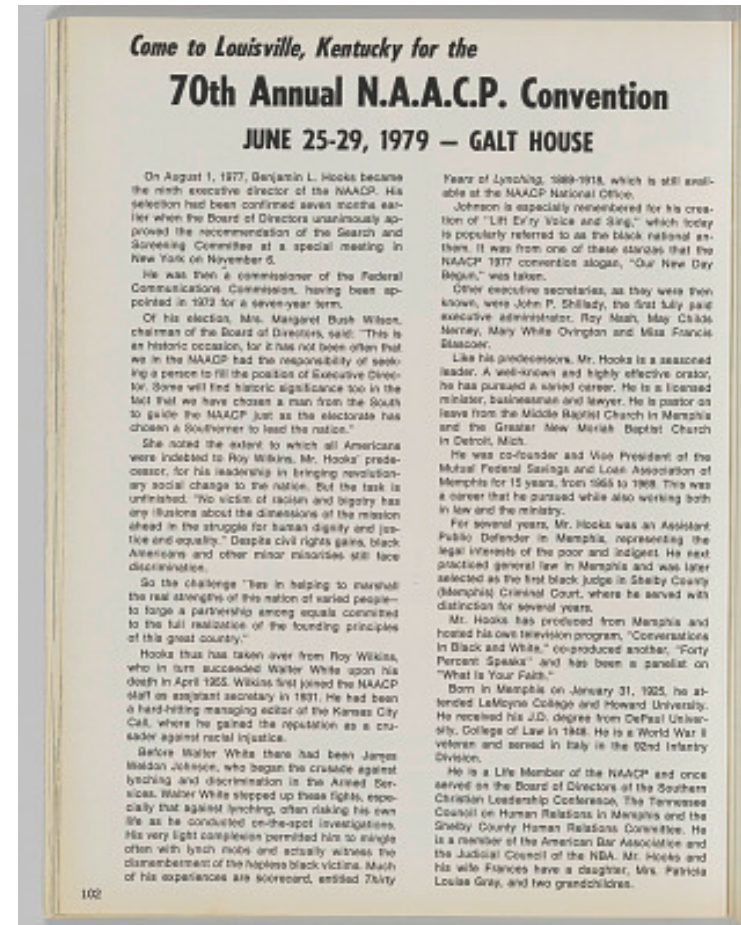 Come to Louisville, Kentucky for the
70th Annual N.A.A.C.P. Convention
JUNE 25-29, 1979 — GALT HOUSE
On August 1, 1977, Benjamin L. Hooks became
the ninth executive director of the NAACP. His
selection had been confirmed seven months ear-
lier when the Board of Directors unanimously ap-
proved the recommendation of the Search and
Screening Committee at a special meeting in
New York on November 6.
He was then a commissioner of the Federal
Communications Commission, having been ap-
pointed in 1972 for a seven-year term.
Of his election, Mrs. Margaret Bush Wilson,
chairman of the Board of Directors, said: "This is
an historic occasion, for it has not been often that
we in the NAACP had the responsibility of seek-
ing a person to fill the position of Executive Direc-
tor. Some will find historic significance too in the
fact that we have chosen a man from the South
to guide the NAACP just as the electorate has
chosen a Southerner to lead the nation."
She noted the extent to which all Americans
were indebted to Roy Wilkins, Mr. Hooks' prede-
cessor, for his leadership in bringing revolution-
ary social change to the nation. But the task is
unfinished. "No victim of racism and bigotry has
any illusions about the dimensions of the mission
ahead in the struggle for human dignity and jus-
tice and equality." Despite civil rights gains, black
Americans and other minor minorities still face
discrimination.
So the challenge "lies in helping to marshall
the real strengths of this nation of varied people—
to forge a partnership among equals committed
to the full realization of the founding principles
of this great country."
Hooks thus has taken over from Roy Wilkins,
who in turn succeeded Walter White upon his
death in April 1955. Wilkins first joined the NAACP
staff as assistant secretary in 1931. He had been
a hard-hitting managing editor of the Kansas City
Call, where he gained the reputation as a cru-
sader against racial injustice.
Before Walter White there had been James
Weldon Johnson, who began the crusade against
lynching and discrimination in the Armed Ser-
vices. Walter White stepped up these fights, espe-
cially that against lynching, often risking his own
life as he conducted on-the-spot investigations.
His very light complexion permitted him to mingle
often with lynch mobs and actually witness the
dismemberment of the hapless black victims. Much
of his experiences are scorecard, entitled Thirty
102
Years of Lynching, 1889-1918, which is still avail-
able at the NAACP National Office.
Johnson is especially remembered for his crea-
tion of "Lift Ev'ry Voice and Sing," which today
is popularly referred to as the black national an-
them. It was from one of these stanzas that the
NAACP 1977 convention slogan, "Our New Day
Begun," was taken.
Other executive secretaries, as they were then
known, were John P. Shillady, the first fully paid
executive administrator, Roy Nash, May Childs
Nerney, Mary White Ovington and Miss Francis
Blascoer.
Like his predecessors, Mr. Hooks is a seasoned
leader. A well-known and highly effective orator,
he has pursued a varied career. He is a licensed
minister, businessman and lawyer. He is pastor on
leave from the Middle Baptist Church in Memphis
and the Greater New Moriah Baptist Church
in Detroit, Mich.
He was co-founder and Vice President of the
Mutual Federal Savings and Loan Association of
Memphis for 15 years, from 1955 to 1969. This was
a career that he pursued while also working both
in law and the ministry.
For several years, Mr. Hooks was an Assistant
Public Defender in Memphis, representing the
legal interests of the poor and indigent. He next
practiced general law in Memphis and was later
selected as the first black judge in Shelby County
(Memphis) Criminal Court, where he served with
distinction for several years.
Mr. Hooks has produced from Memphis and
hosted his own television program, "Conversations
in Black and White," co-produced another, "Forty
Percent Speaks" and has been a panelist on
"What is Your Faith."
Born in Memphis on January 31, 1925, he at-
tended LeMoyne College and Howard University.
He received his J.D. degree from DePaul Univer-
sity, College of Law in 1948. He is a World War II
veteran and served in Italy in the 92nd Infantry
Division.
He is a Life Member of the NAACP and once
served on the Board of Directors of the Southern
Christian Leadership Conference, The Tennessee
Council on Human Relations in Memphis and the
Shelby County Human Relations Committee. He
is a member of the American Bar Association and
the Judicial Council of the NBA. Mr. Hooks and
his wife Frances have a daughter, Mrs. Patricia
Louise Gray, and two grandchildren.